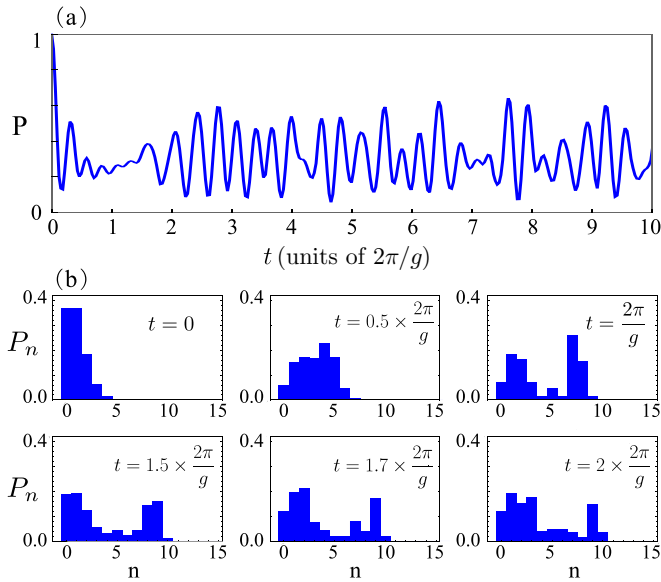 (a)
1
P
0
0 1 2 3 4 5 6 7 8 9 10
t (units of 2π/g)
(b)
0.4 0.4 0.4
P_n t = 0 t = 0.5 × 2π/g t = 2π/g
0.0 0.0 0.0
0 5 10 15 0 5 10 15 0 5 10 15
0.4 0.4 0.4
P_n t = 1.5 × 2π/g t = 1.7 × 2π/g t = 2 × 2π/g
0.0 0.0 0.0
0 5 10 15 0 5 10 15 0 5 10 15
n n n